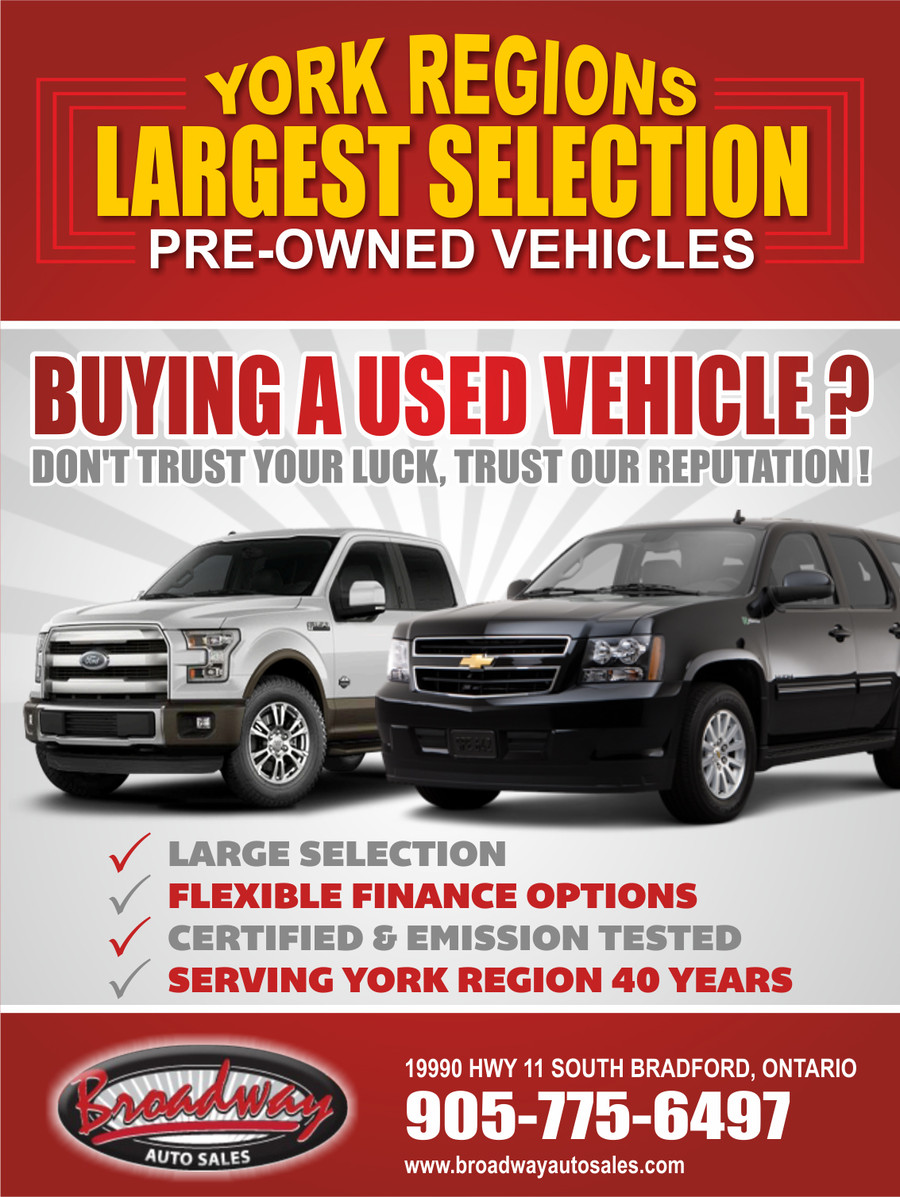 YORK REGIONS
LARGEST SELECTION
PRE-OWNED VEHICLES
BUYING A USED VEHICLE ?
DON'T TRUST YOUR LUCK, TRUST OUR REPUTATION !
Ford
LARGE SELECTION
FLEXIBLE FINANCE OPTIONS
CERTIFIED & EMISSION TESTED
SERVING YORK REGION 40 YEARS
Broadway
AUTO SALES
19990 HWY 11 SOUTH BRADFORD, ONTARIO
905-775-6497
www.broadwayautosales.com